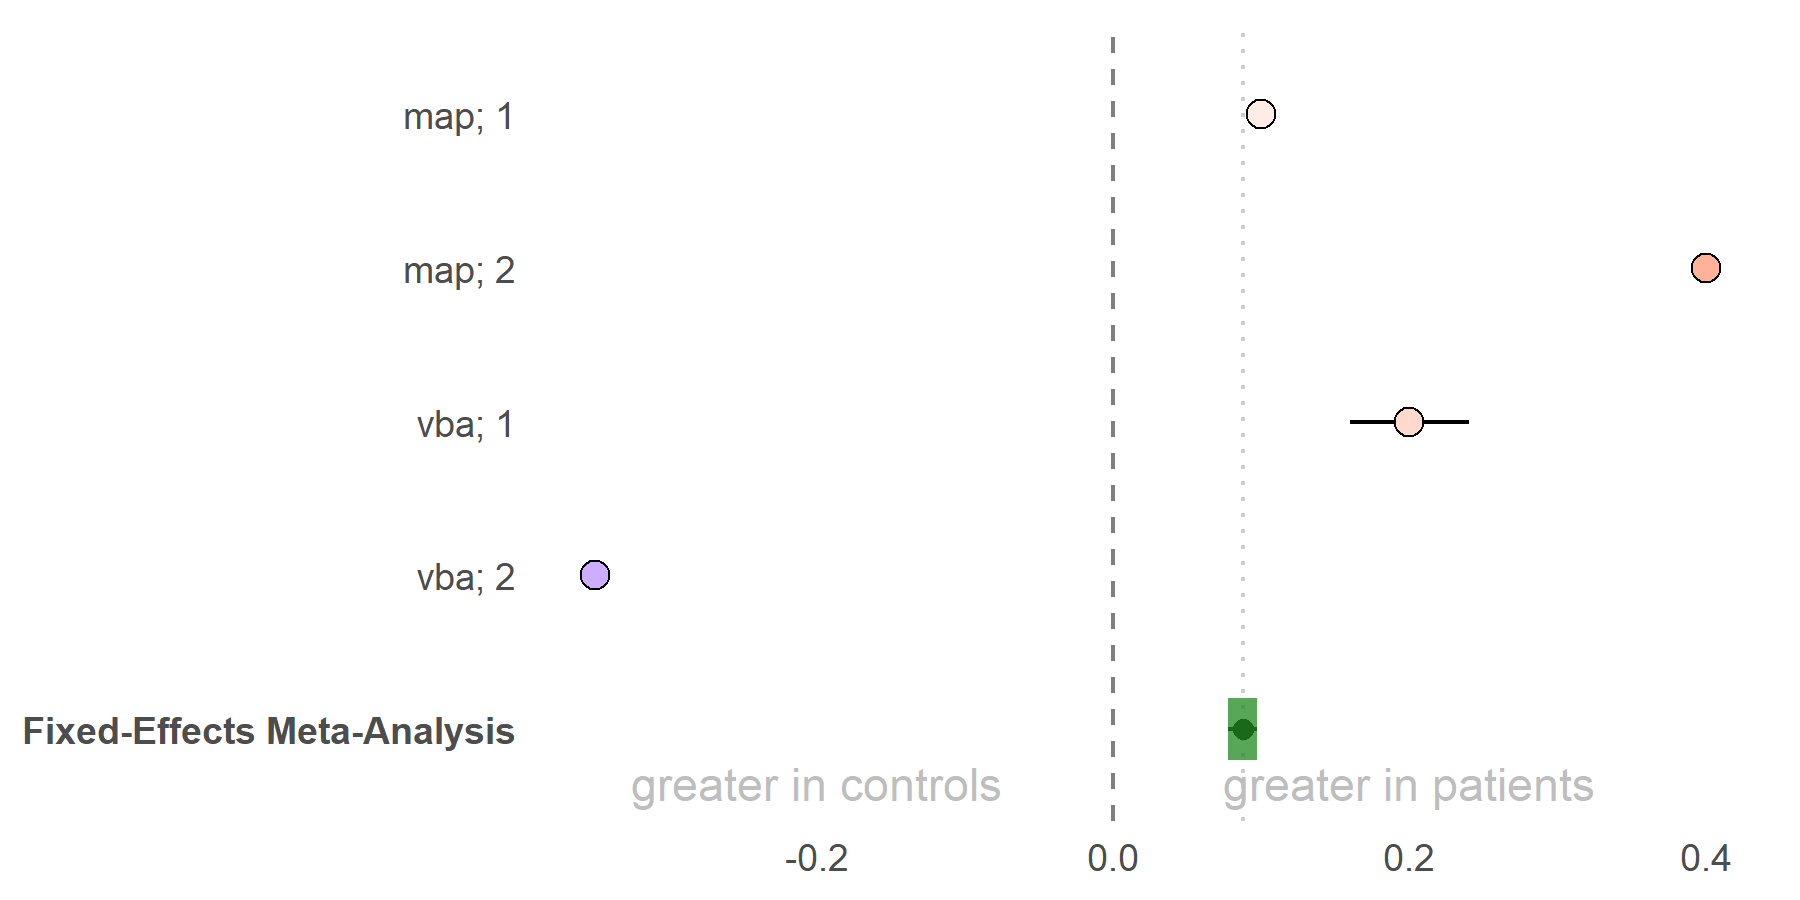 map; 1
map; 2
vba; 1
vba; 2
Fixed-Effects Meta-Analysis
greater in controls
greater in patients
-0.2
0.0
0.2
0.4